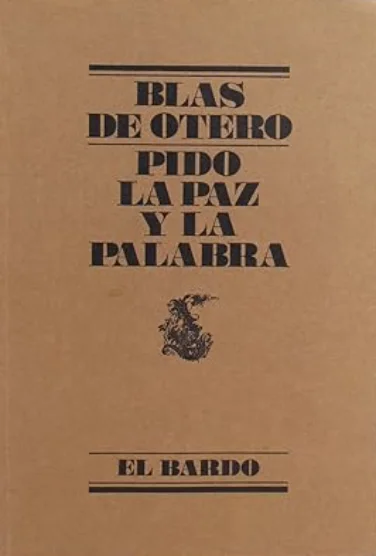 BLAS
DE OTERO
PIDO
LA PAZ
Y LA
PALABRA
EL BARDO